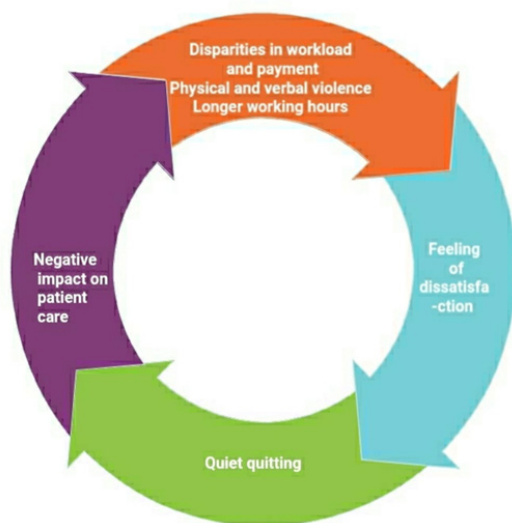 Disparities in workload
and payment
Physical and verbal violence
Longer working hours
Feeling
of
dissatisfa
-ction
Quiet quitting
Negative
impact on
patient
care